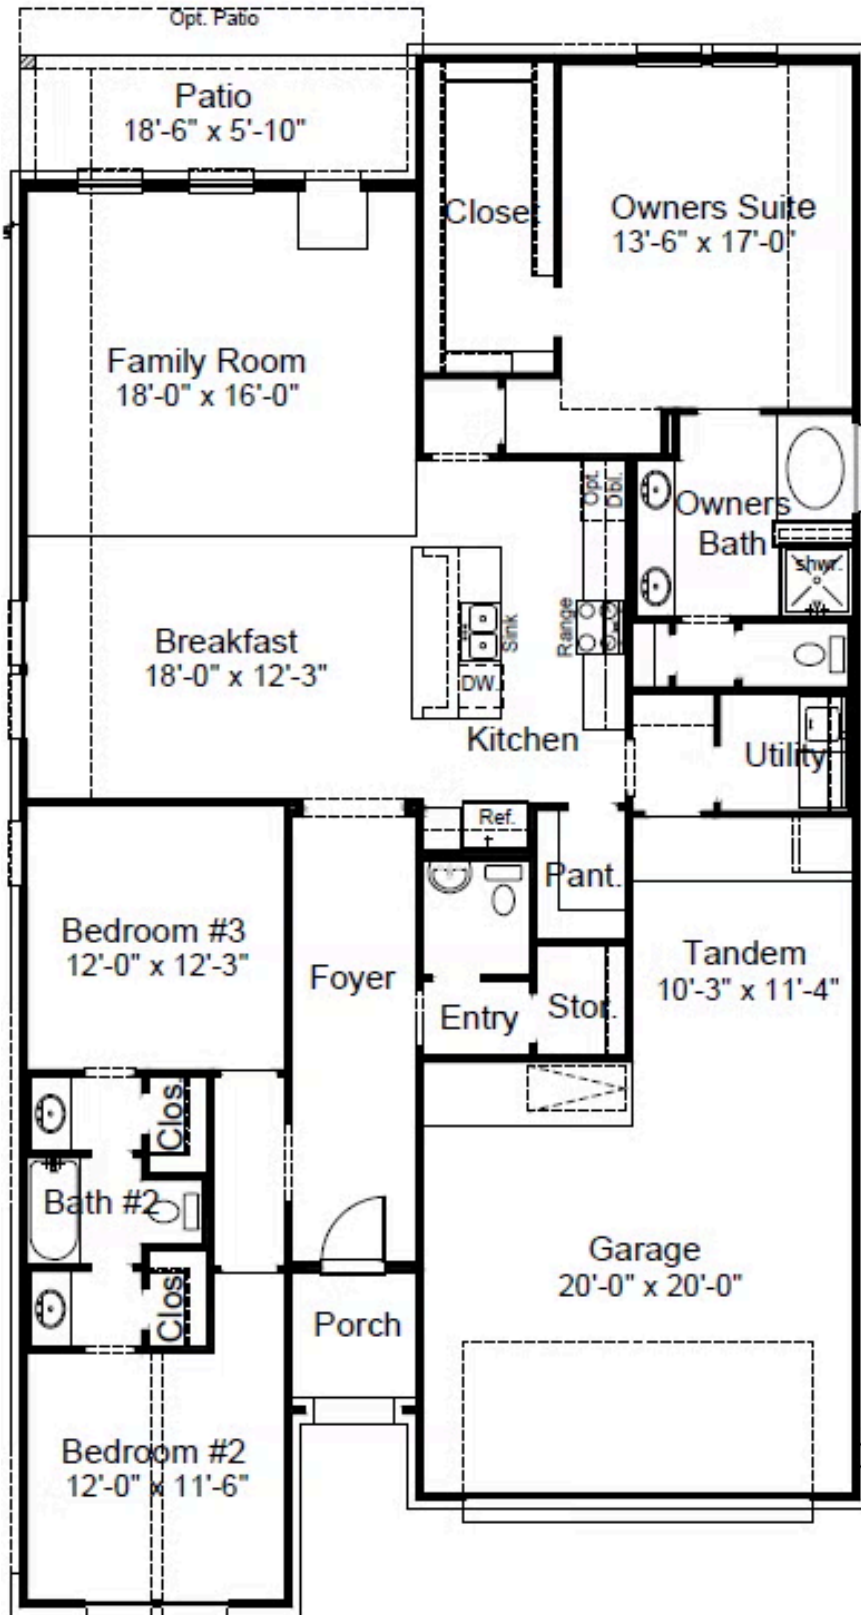 Opt. Patio
Patio
18'-6" x 5'-10"
Closet
Owners Suite
13'-6" x 17'-0"
Family Room
18'-0" x 16'-0"
Opt.
Dbl.
Owners
Bath
shwr.
Breakfast
18'-0" x 12'-3"
Sink
Range
DW.
Kitchen
Utility
Ref.
Pant.
Bedroom #3
12'-0" x 12'-3"
Foyer
Entry
Stor.
Tandem
10'-3" x 11'-4"
Clos.
Bath #2
Clos.
Garage
20'-0" x 20'-0"
Porch
Bedroom #2
12'-0" x 11'-6"